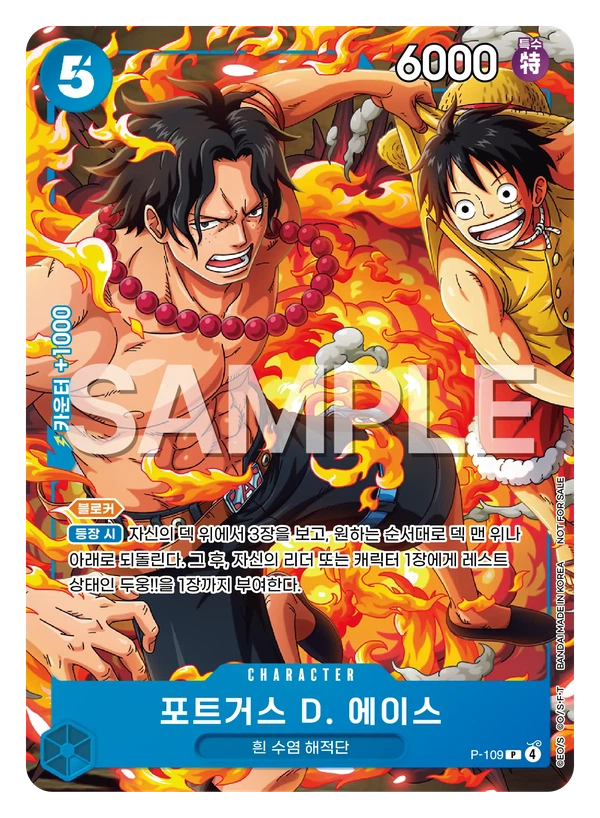 5
6000
특수
特
⚡카운터 +1000
SAMPLE
블로커
등장 시 자신의 덱 위에서 3장을 보고, 원하는 순서대로 덱 맨 위나
아래로 되돌린다. 그 후, 자신의 리더 또는 캐릭터 1장에게 레스트
상태인 두웅!!을 1장까지 부여한다.
CHARACTER
포트거스 D. 에이스
흰 수염 해적단
P-109 P 4
©EO/S ©O/S·F·T BANDAI MADE IN KOREA NOT FOR SALE